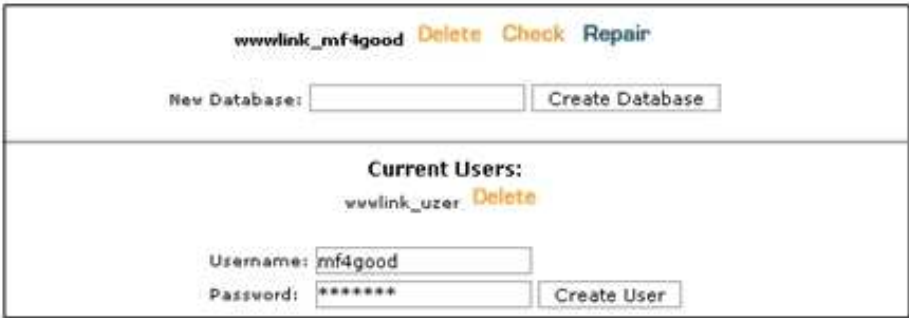 wwwlink_mf4good Delete Check Repair
New Database: Create Database
Current Users:
wwwlink_uzer Delete
Username: mf4good
Password: ******* Create User